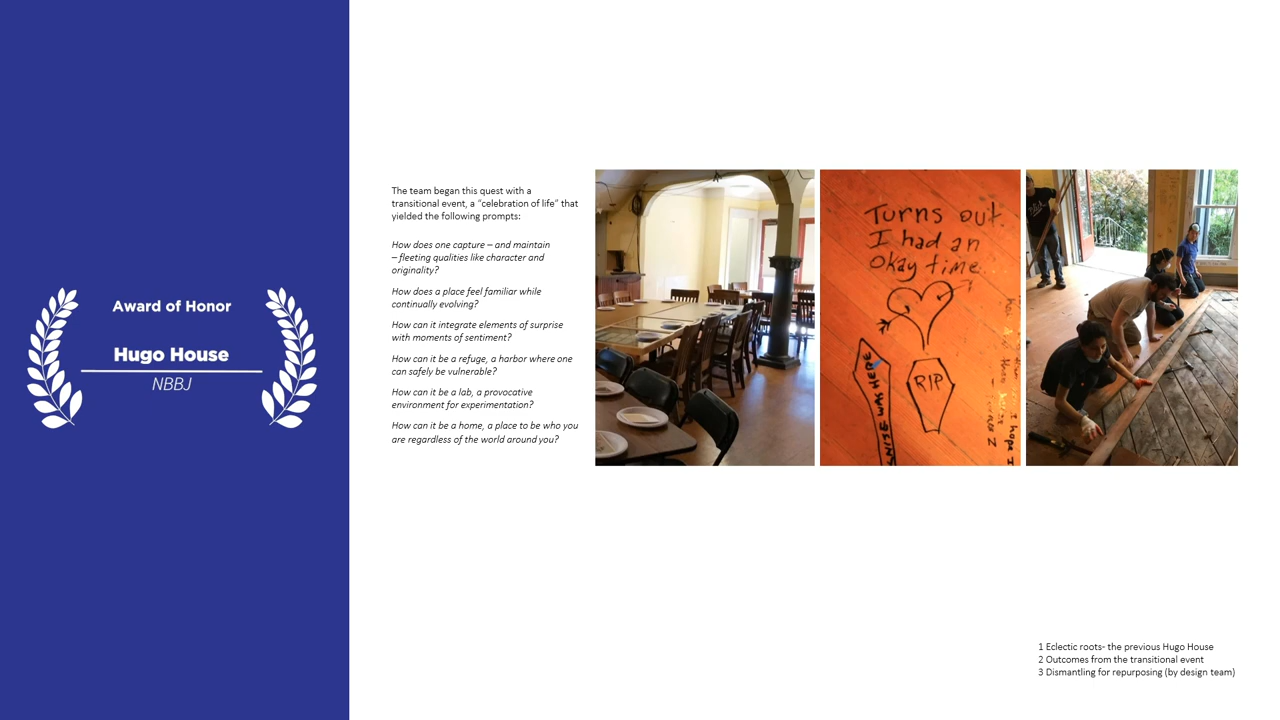 Award of Honor
Hugo House
NBBJ
The team began this quest with a
transitional event, a “celebration of life” that
yielded the following prompts:
How does one capture – and maintain
– fleeting qualities like character and
originality?
How does a place feel familiar while
continually evolving?
How can it integrate elements of surprise
with moments of sentiment?
How can it be a refuge, a harbor where one
can safely be vulnerable?
How can it be a lab, a provocative
environment for experimentation?
How can it be a home, a place to be who you
are regardless of the world around you?
Turns out
I had an
okay time
RIP
WAS HERE
I hope I
1 Eclectic roots- the previous Hugo House
2 Outcomes from the transitional event
3 Dismantling for repurposing (by design team)